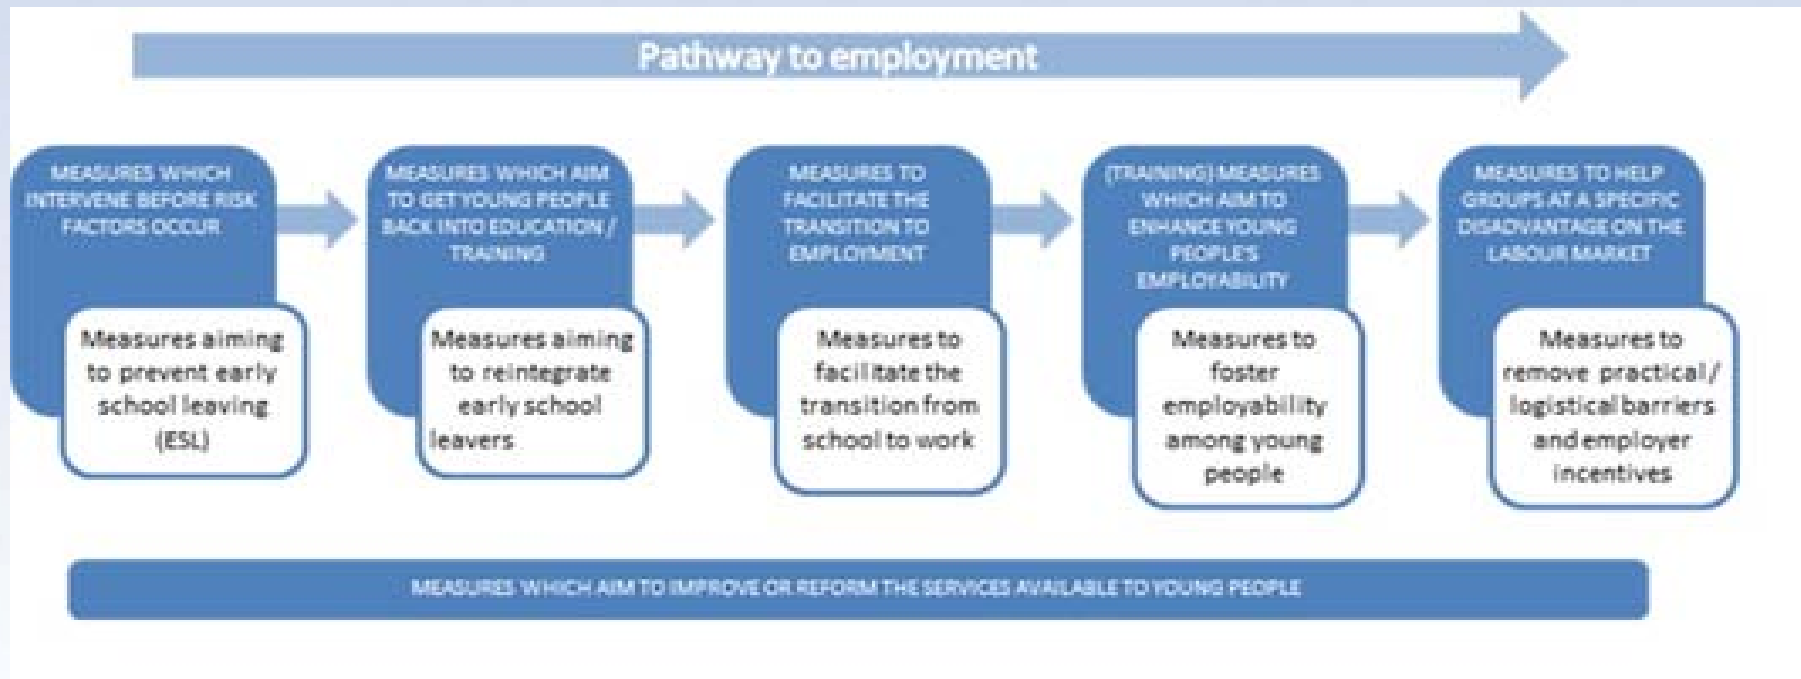 Pathway to employment
MEASURES WHICH
INTERVENE BEFORE RISK
FACTORS OCCUR
Measures aiming
to prevent early
school leaving
(ESL)
MEASURES WHICH AIM
TO GET YOUNG PEOPLE
BACK INTO EDUCATION /
TRAINING
Measures aiming
to reintegrate
early school
leavers
MEASURES TO
FACILITATE THE
TRANSITION TO
EMPLOYMENT
Measures to
facilitate the
transition from
school to work
(TRAINING) MEASURES
WHICH AIM TO
ENHANCE YOUNG
PEOPLE'S
EMPLOYABILITY
Measures to
foster
employability
among young
people
MEASURES TO HELP
GROUPS AT A SPECIFIC
DISADVANTAGE ON THE
LABOUR MARKET
Measures to
remove practical/
logistical barriers
and employer
incentives
MEASURES WHICH AIM TO IMPROVE OR REFORM THE SERVICES AVAILABLE TO YOUNG PEOPLE